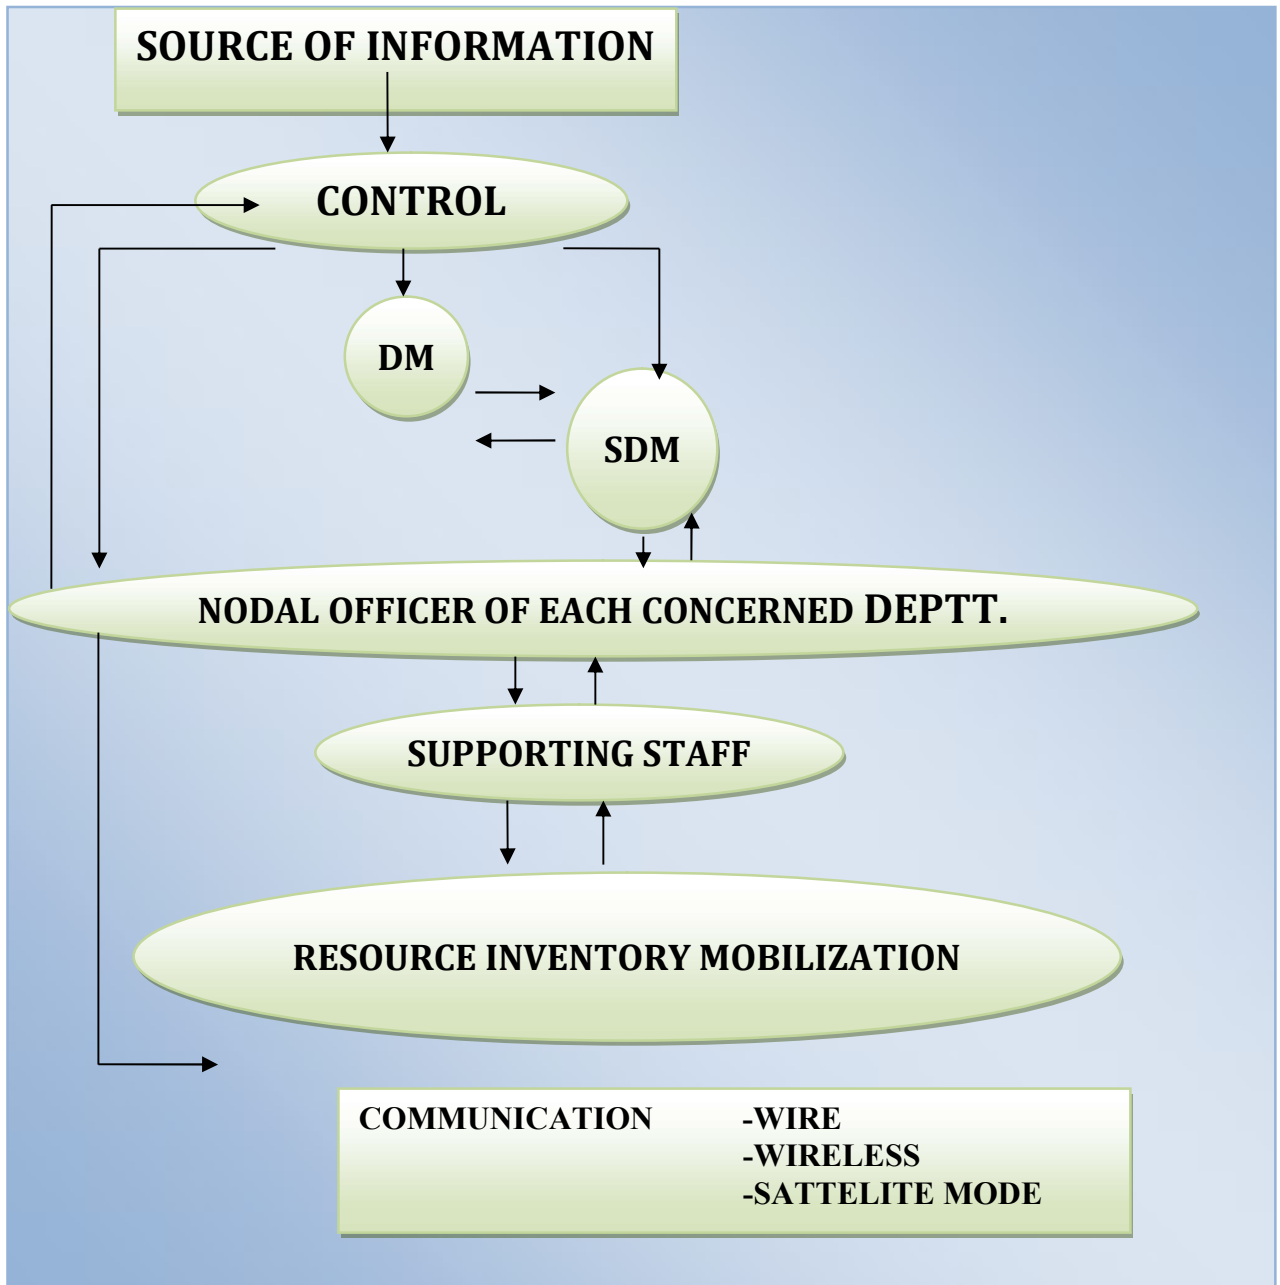 SOURCE OF INFORMATION
CONTROL
DM
SDM
NODAL OFFICER OF EACH CONCERNED DEPTT.
SUPPORTING STAFF
RESOURCE INVENTORY MOBILIZATION
COMMUNICATION -WIRE
-WIRELESS
-SATTELITE MODE